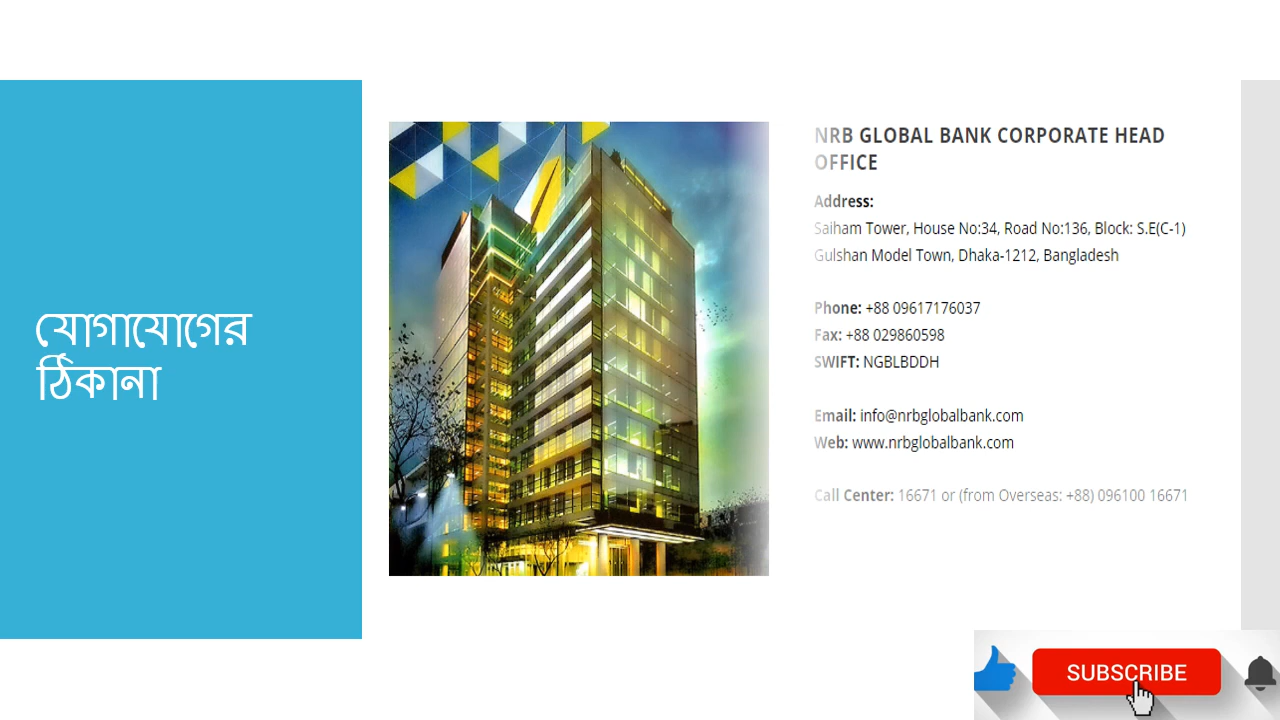 যোগাযোগের
ঠিকানা
NRB GLOBAL BANK CORPORATE HEAD
OFFICE
Address:
Saiham Tower, House No:34, Road No:136, Block: S.E(C-1)
Gulshan Model Town, Dhaka-1212, Bangladesh
Phone: +88 09617176037
Fax: +88 029860598
SWIFT: NGBLBDDH
Email: info@nrbglobalbank.com
Web: www.nrbglobalbank.com
Call Center: 16671 or (from Overseas: +88) 096100 16671
SUBSCRIBE